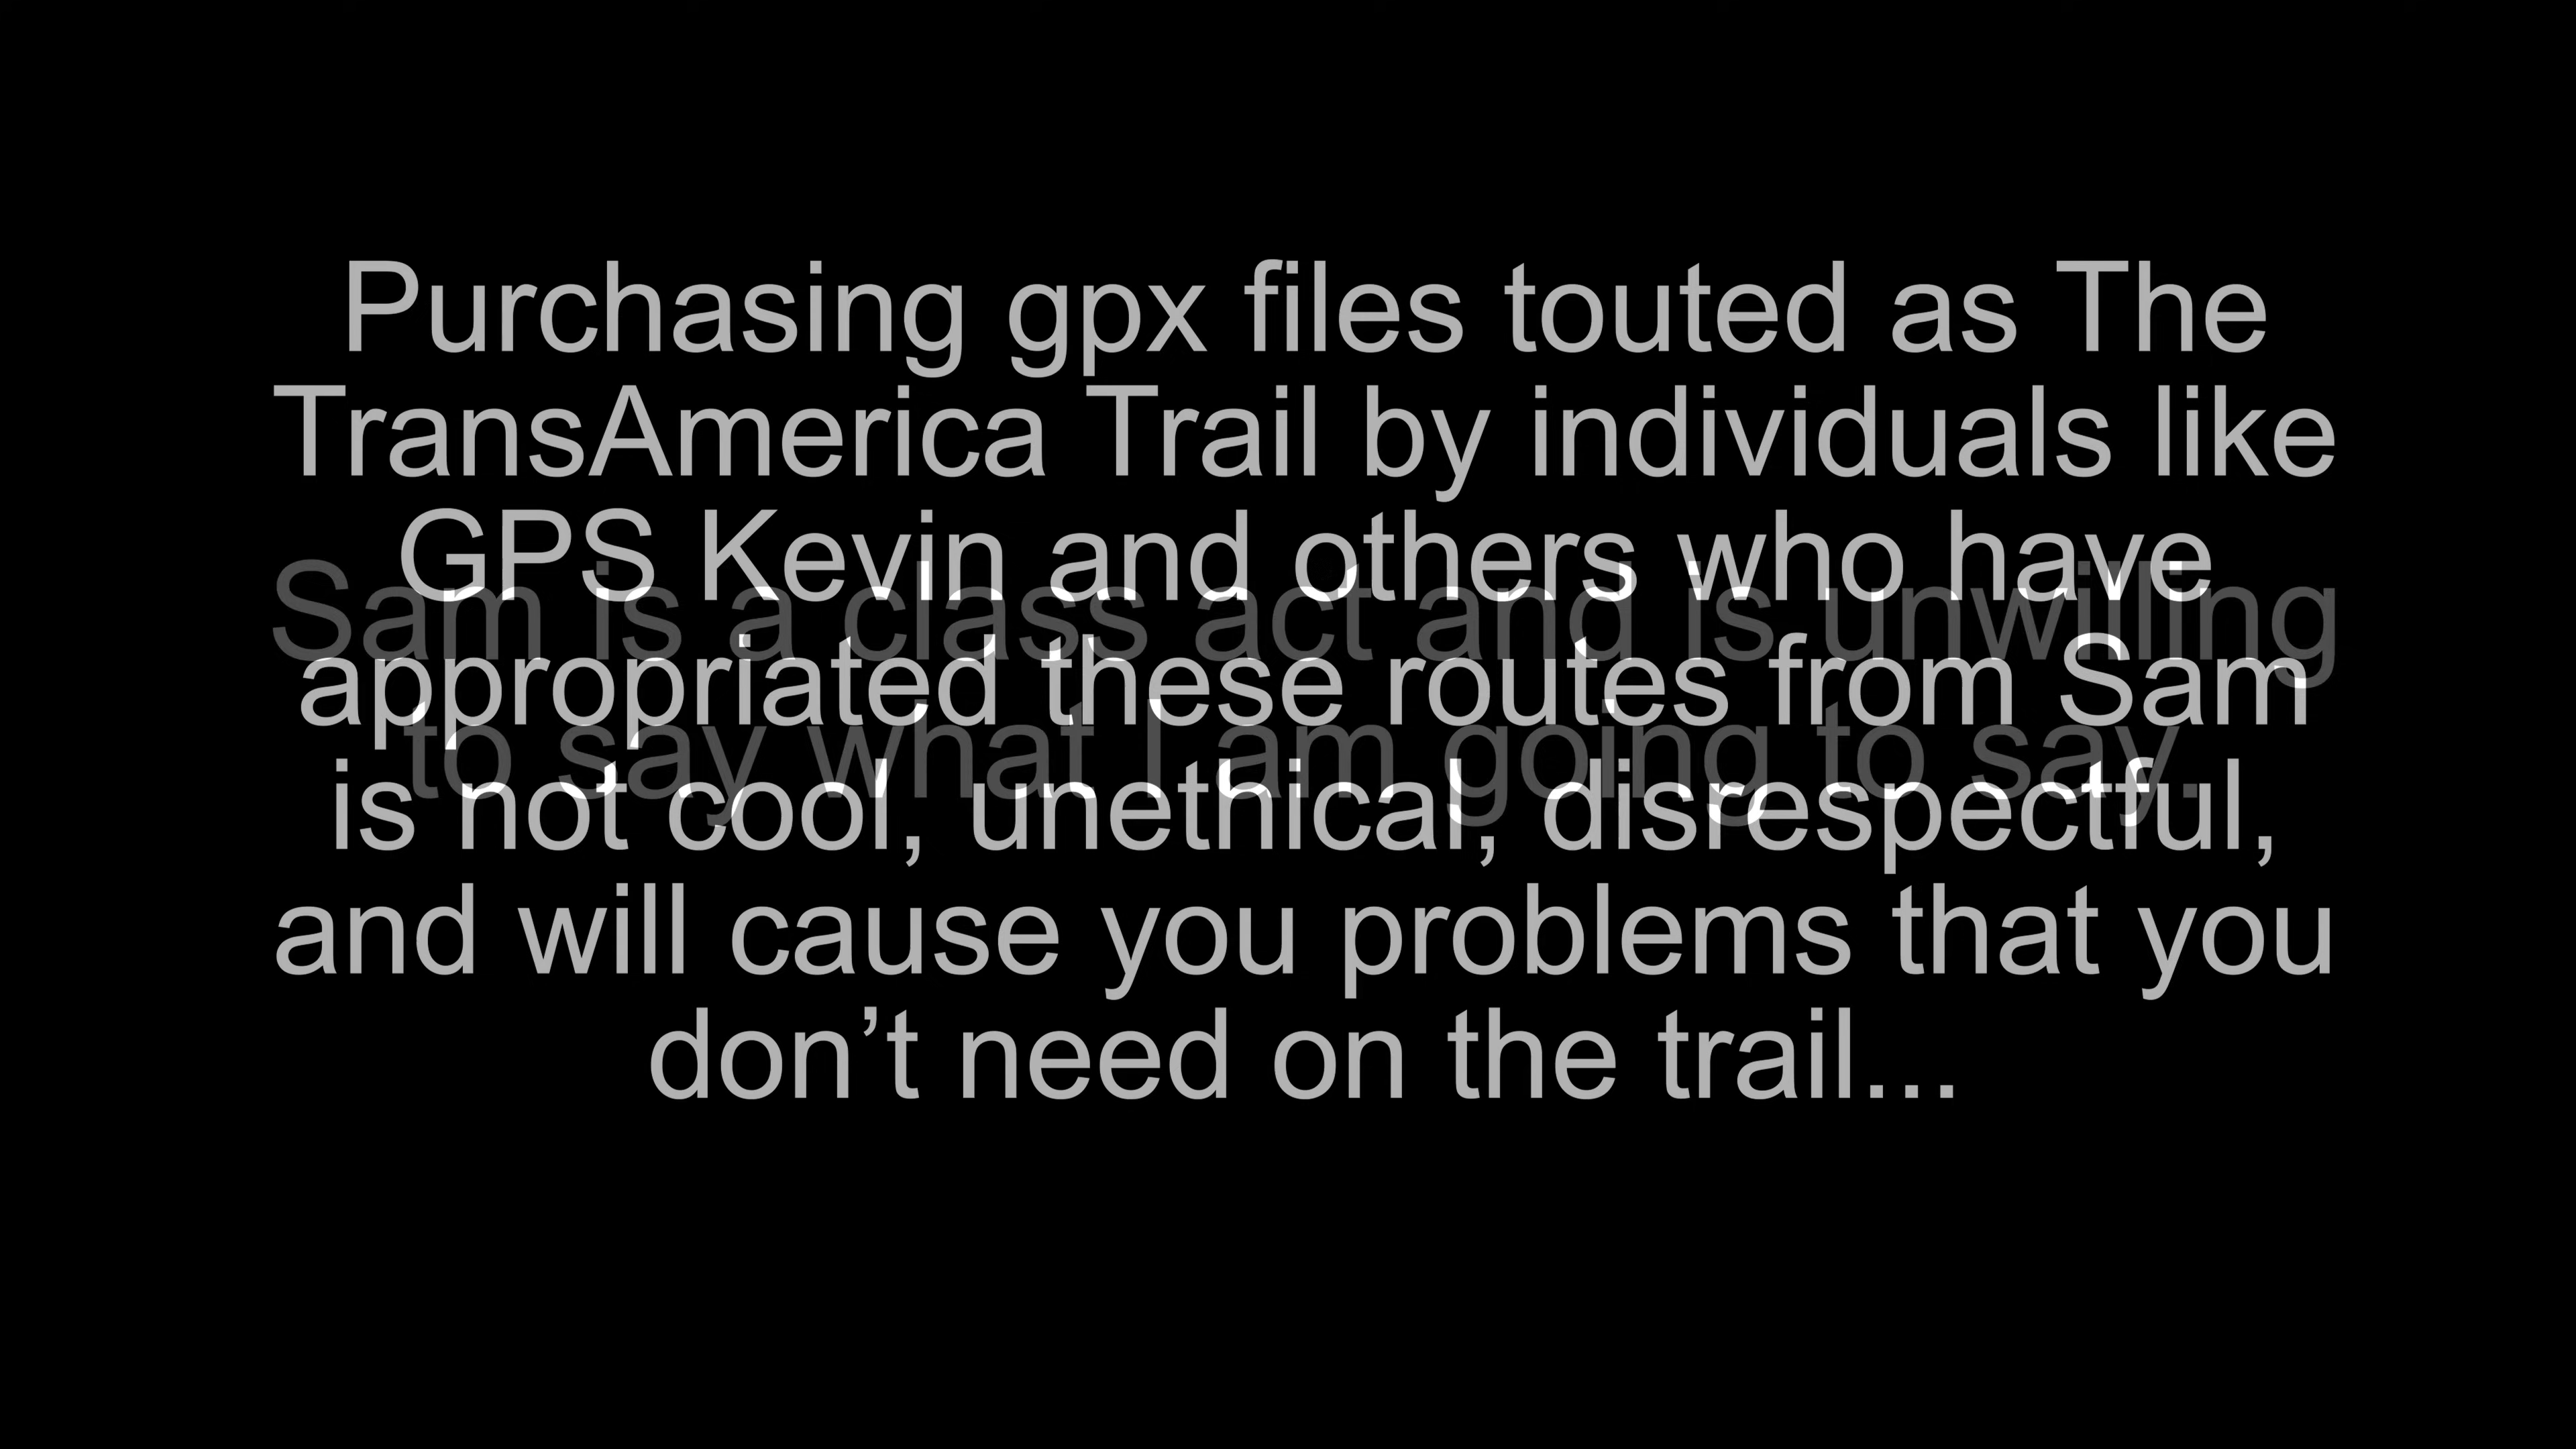 Purchasing gpx files touted as The
TransAmerica Trail by individuals like
GPS Kevin and others who have
Sam is a class act and is unwilling
appropriated these routes from Sam
to say what I am going to say.
is not cool, unethical, disrespectful,
and will cause you problems that you
don’t need on the trail...